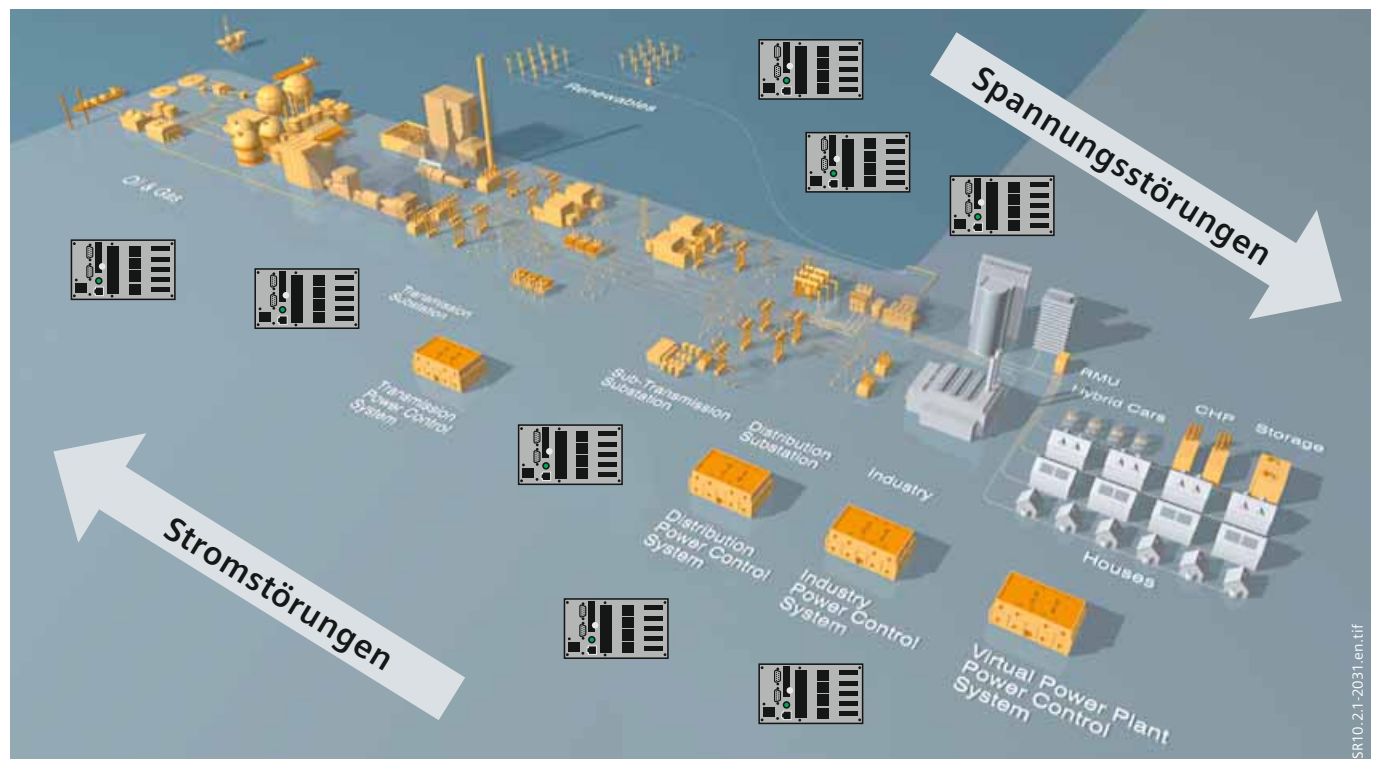 Spannungsstörungen
Renewables
Oil & Gas
Transmission
Substation
Transmission
Power Control
System
Sub-Transmission
Substation
Distribution
Substation
Industry
RMU
Hybrid Cars
CHP
Storage
Houses
Distribution
Power Control
System
Industry
Power Control
System
Virtual Power Plant
Power Control
System
Stromstörungen
SR10.2.1-2031.en.tif